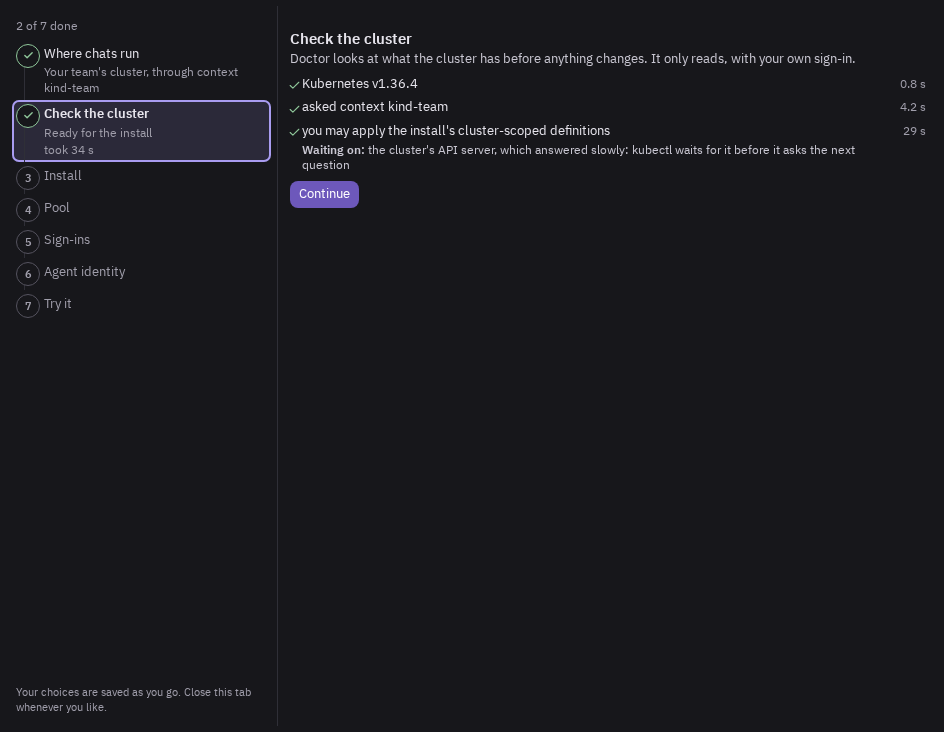 2 of 7 done
Where chats run
Your team's cluster, through context
kind-team
Check the cluster
Ready for the install
took 34 s
3 Install
4 Pool
5 Sign-ins
6 Agent identity
7 Try it
Your choices are saved as you go. Close this tab
whenever you like.
Check the cluster
Doctor looks at what the cluster has before anything changes. It only reads, with your own sign-in.
Kubernetes v1.36.4 0.8 s
asked context kind-team 4.2 s
you may apply the install's cluster-scoped definitions 29 s
Waiting on: the cluster's API server, which answered slowly: kubectl waits for it before it asks the next
question
Continue